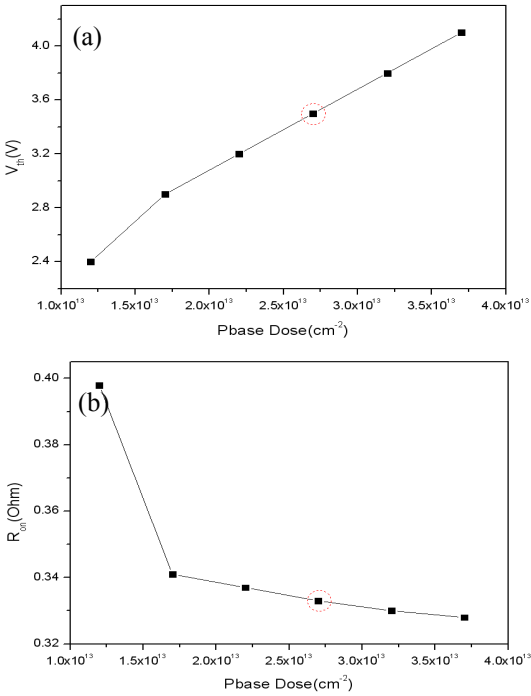 (a)
4.0
3.6
3.2
2.8
2.4
V_th(V)
1.0x10^13 1.5x10^13 2.0x10^13 2.5x10^13 3.0x10^13 3.5x10^13 4.0x10^13
Pbase Dose(cm^-2)
(b)
0.40
0.38
0.36
0.34
0.32
R_on(Ohm)
1.0x10^13 1.5x10^13 2.0x10^13 2.5x10^13 3.0x10^13 3.5x10^13 4.0x10^13
Pbase Dose(cm^-2)